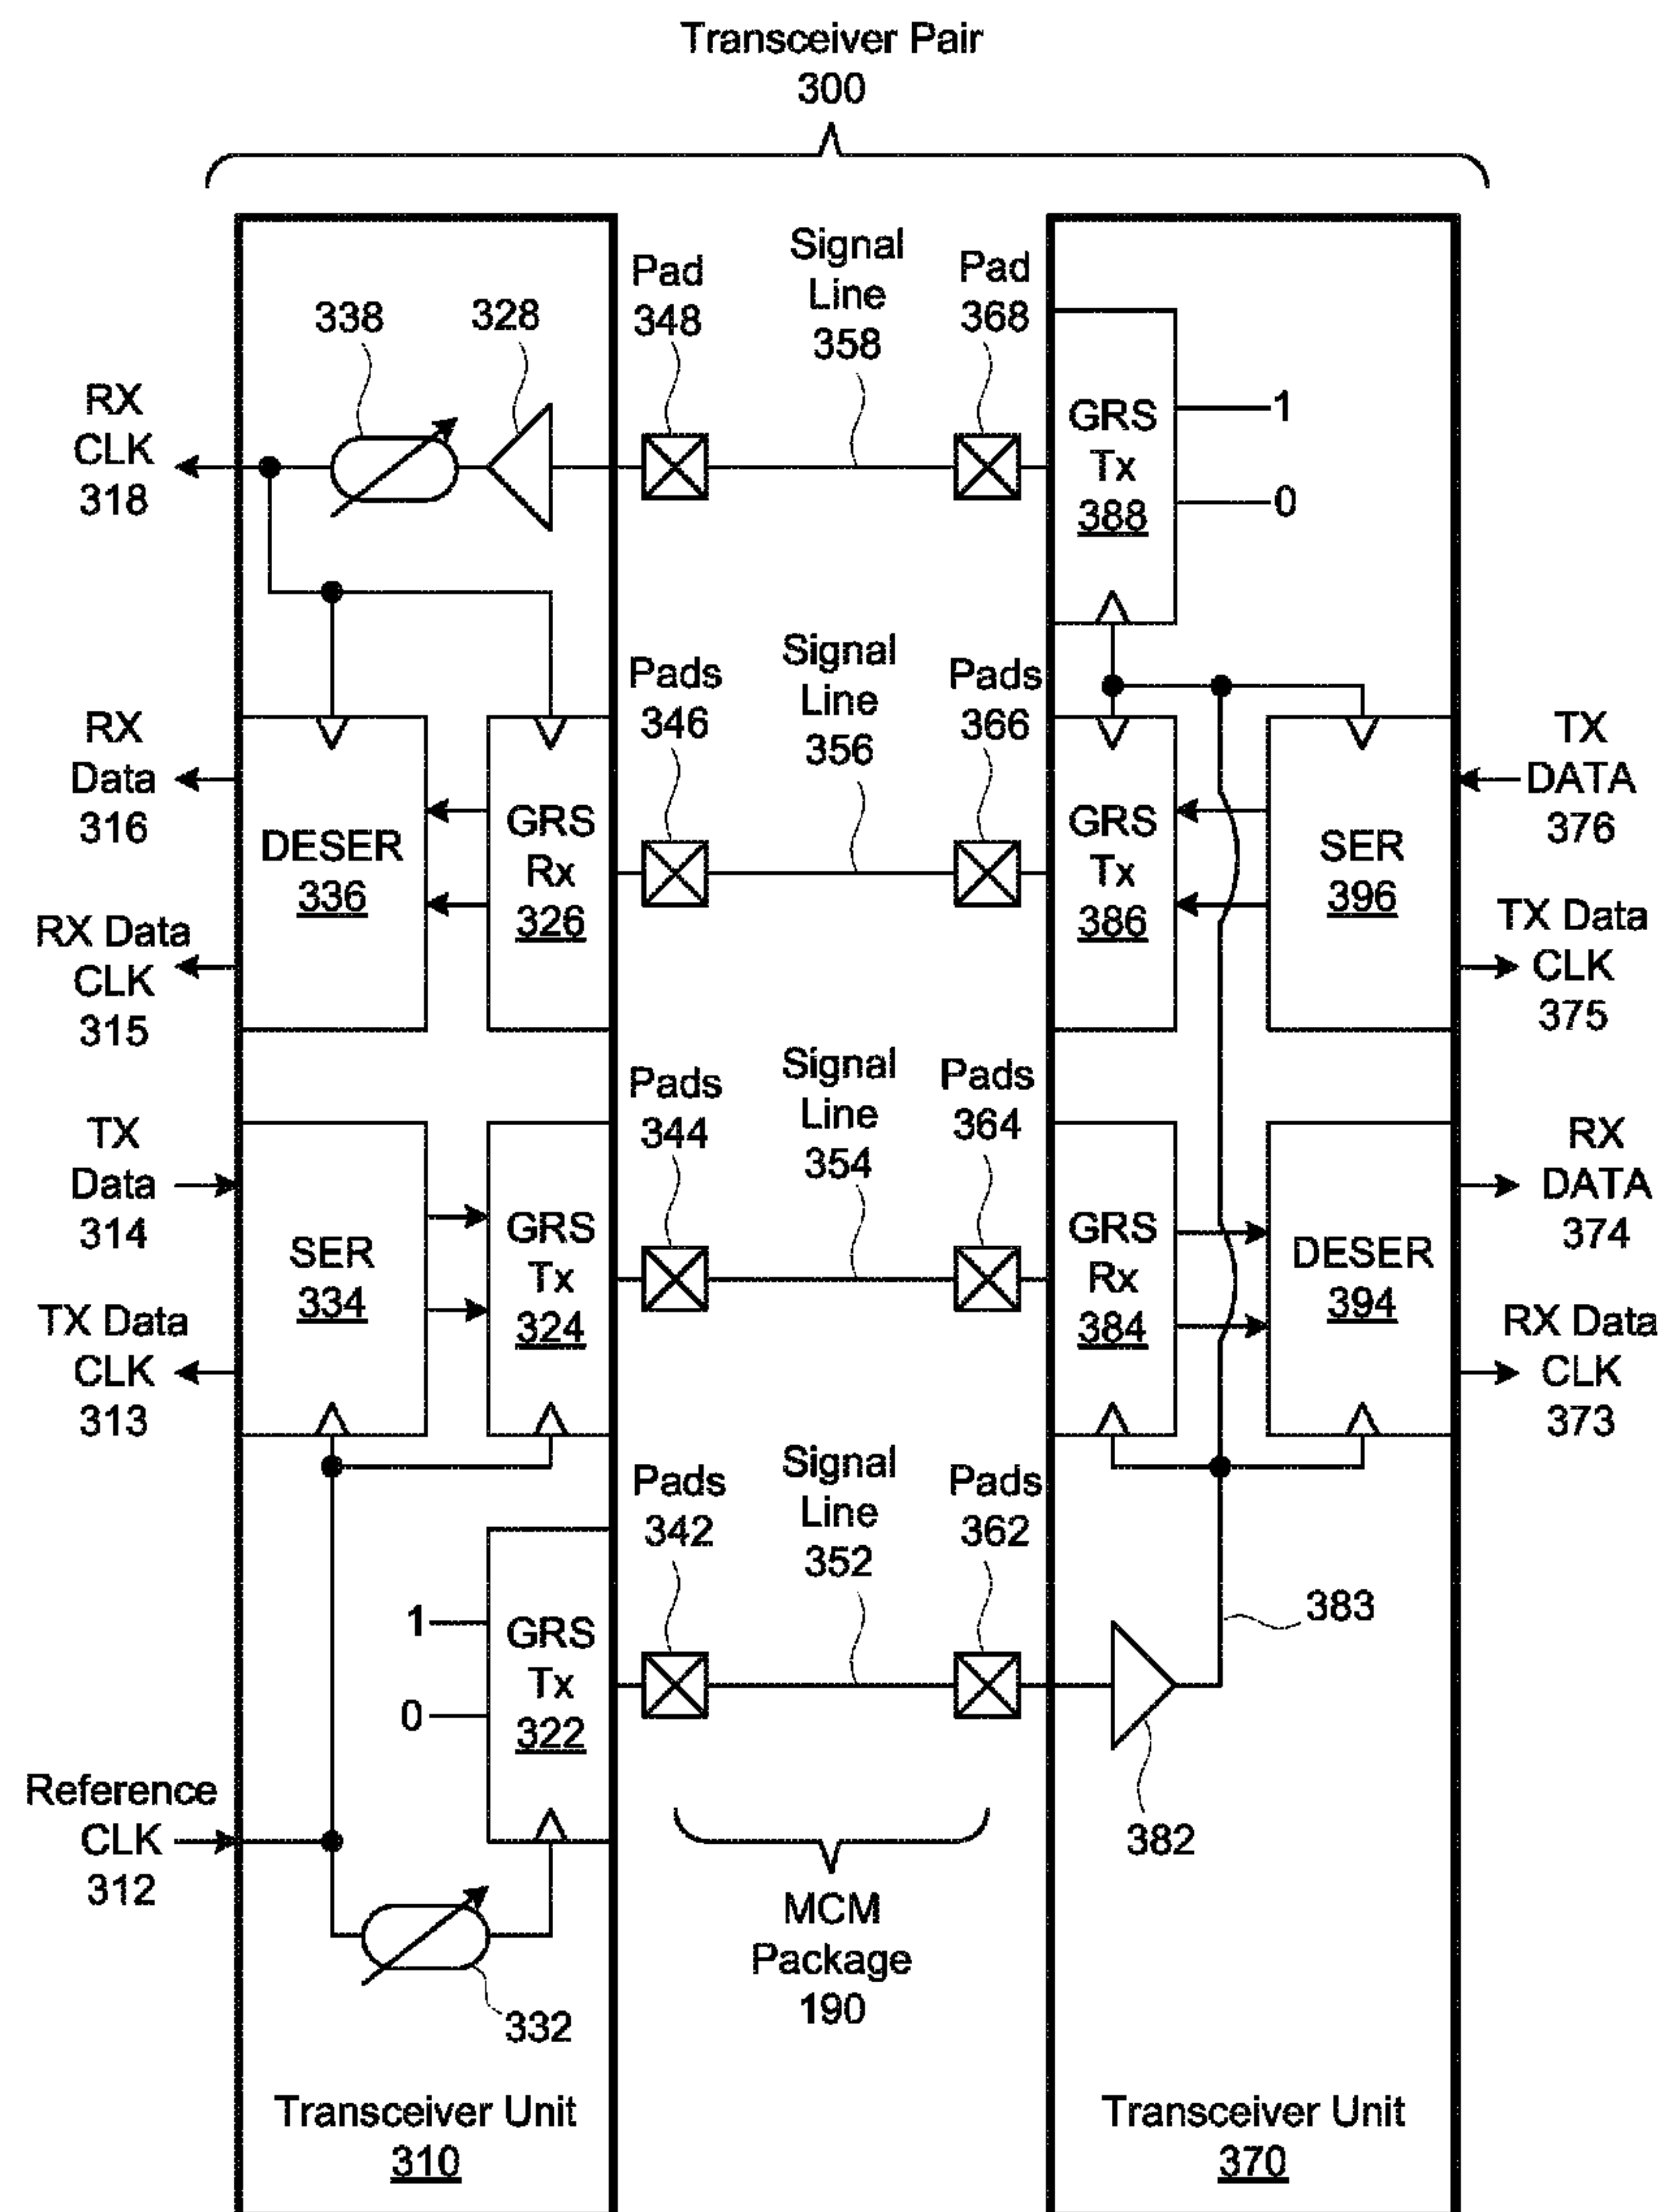 Transceiver Pair
300
Pad
348
Signal
Line
358
Pad
368
338
328
RX
CLK
318
GRS
Tx
388
1
0
Pads
346
Signal
Line
356
Pads
366
RX
Data
316
RX Data
CLK
315
DESER
336
GRS
Rx
326
GRS
Tx
386
SER
396
TX
DATA
376
TX Data
CLK
375
Pads
344
Signal
Line
354
Pads
364
TX
Data
314
TX Data
CLK
313
SER
334
GRS
Tx
324
GRS
Rx
384
DESER
394
RX
DATA
374
RX Data
CLK
373
Pads
342
Signal
Line
352
Pads
362
1
0
GRS
Tx
322
383
382
Reference
CLK
312
332
MCM
Package
190
Transceiver Unit
310
Transceiver Unit
370